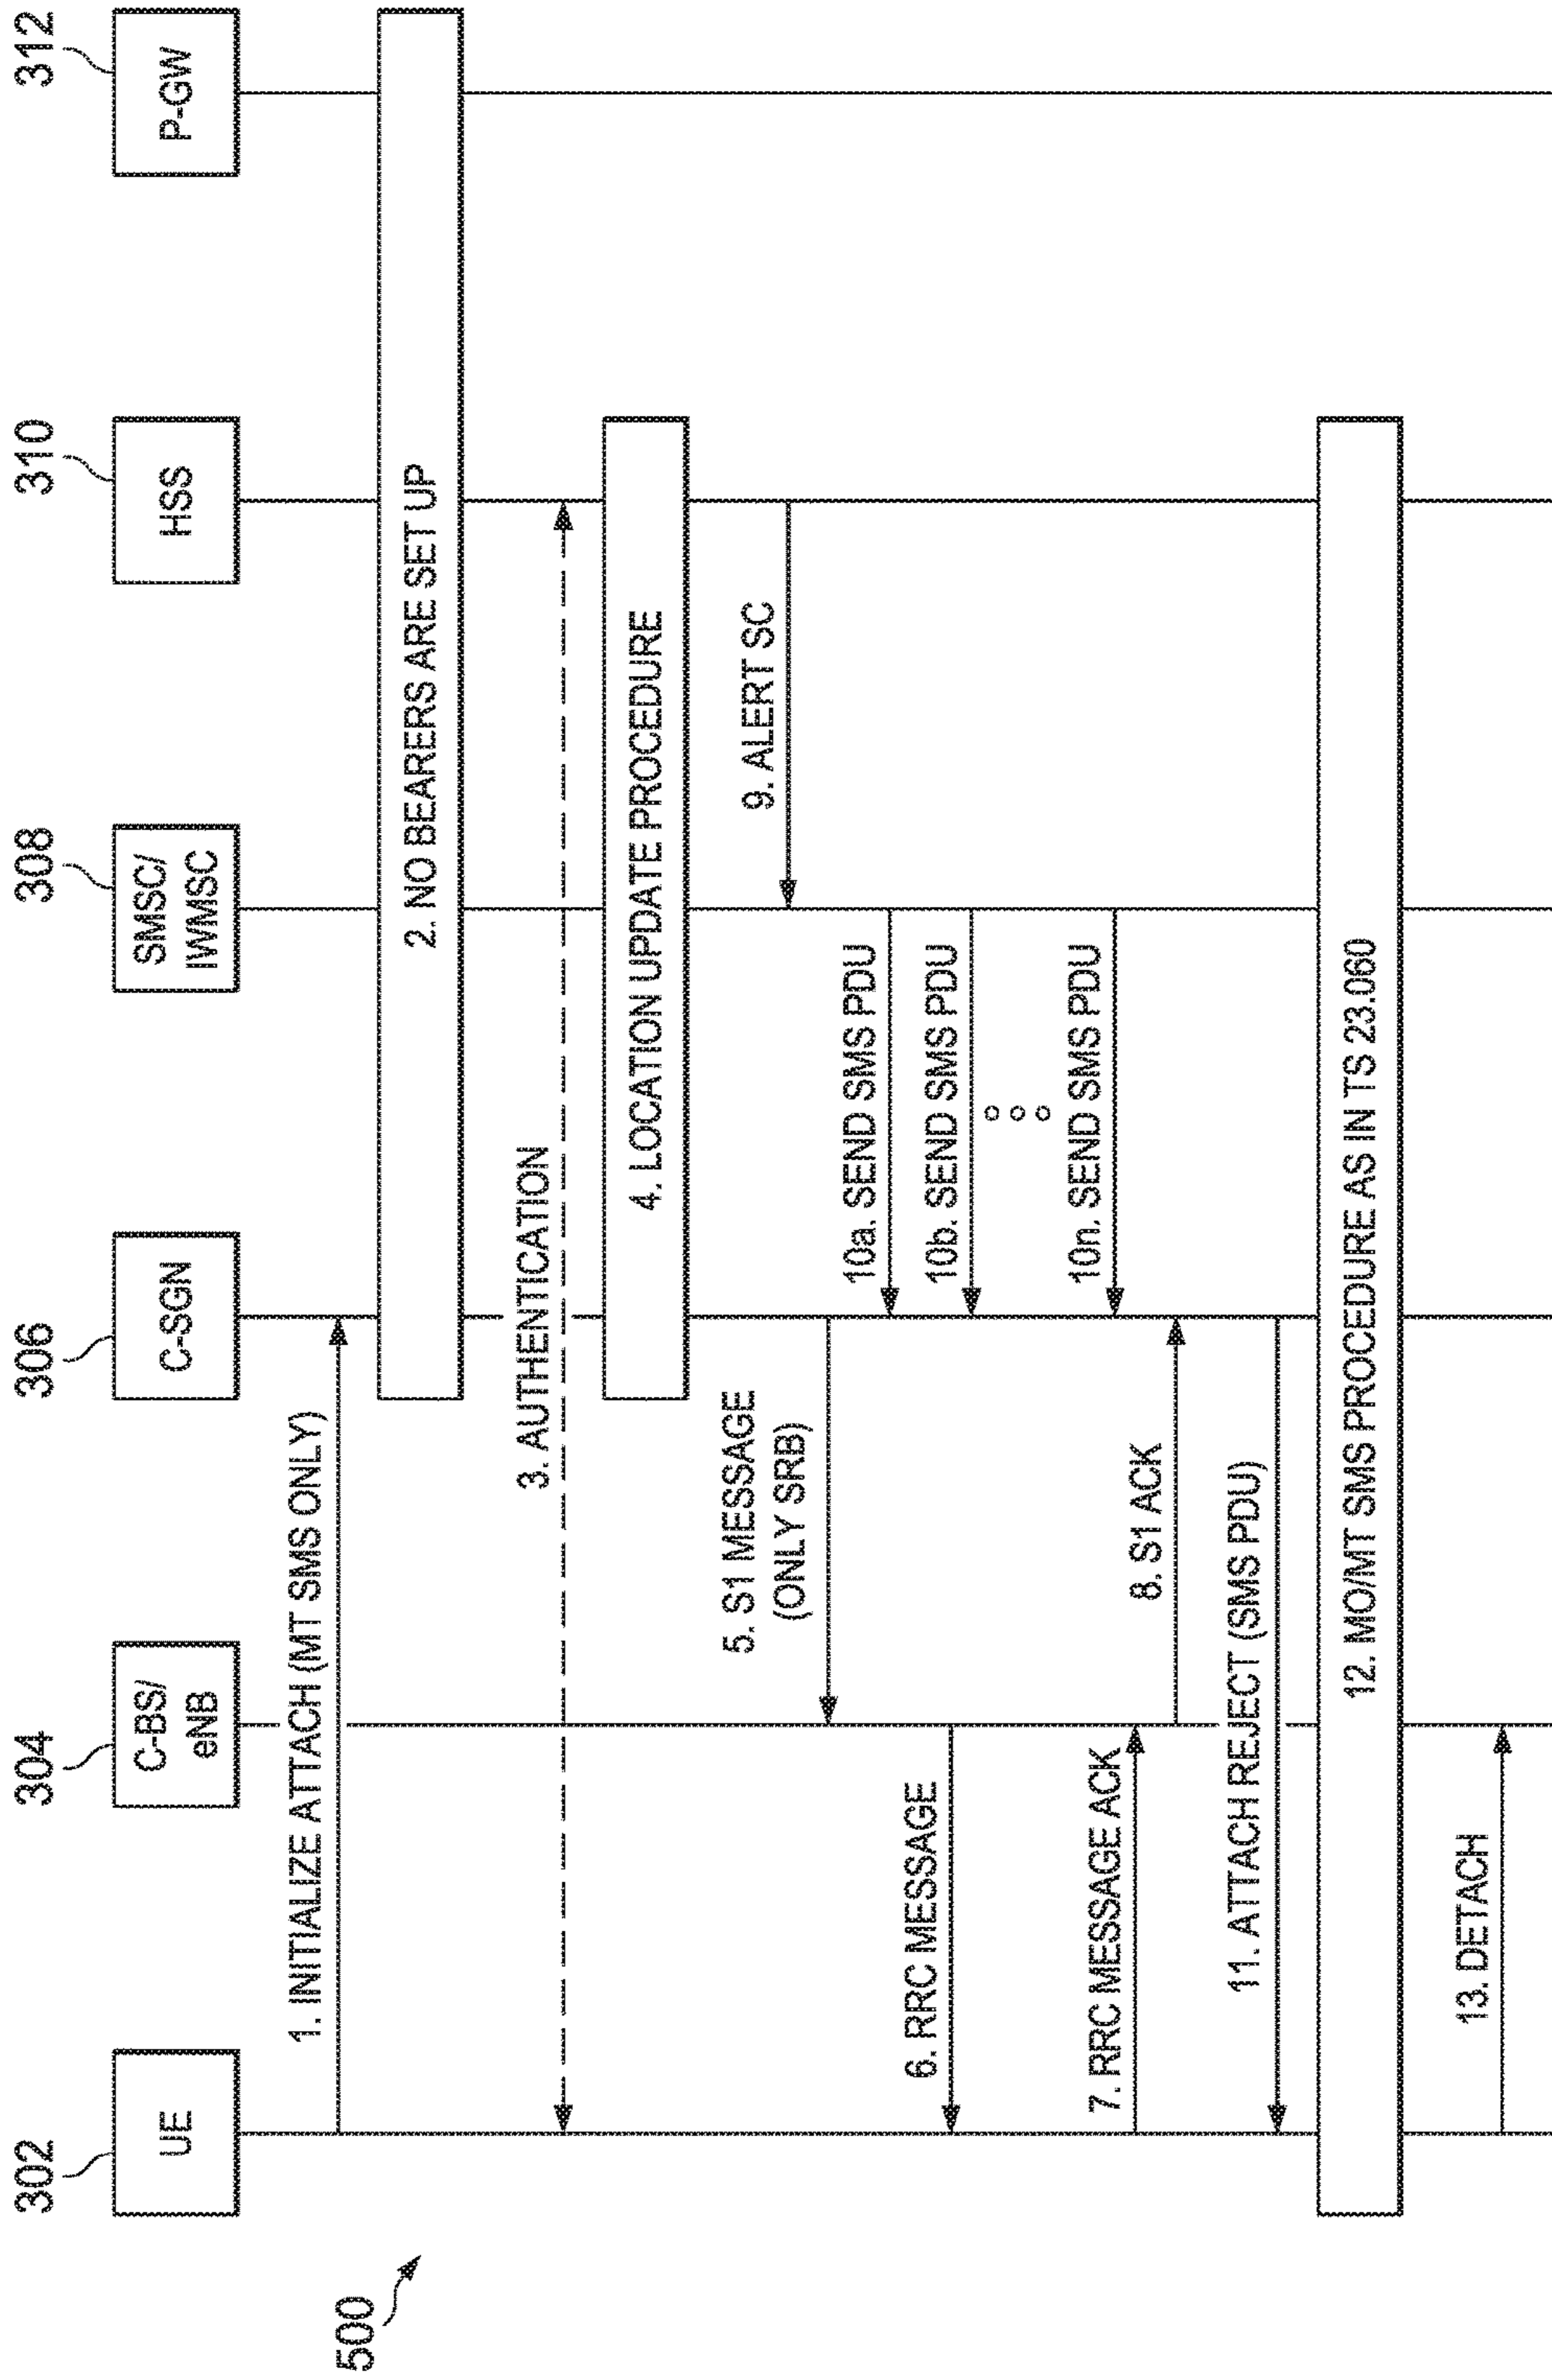 302
304
306
308
310
312
UE
C-BS/
eNB
C-SGN
SMSC/
IWMSC
HSS
P-GW
500
1. INITIALIZE ATTACH (MT SMS ONLY)
2. NO BEARERS ARE SET UP
3. AUTHENTICATION
4. LOCATION UPDATE PROCEDURE
5. S1 MESSAGE
(ONLY SRB)
9. ALERT SC
10a. SEND SMS PDU
6. RRC MESSAGE
10b. SEND SMS PDU
10n. SEND SMS PDU
7. RRC MESSAGE ACK
8. S1 ACK
11. ATTACH REJECT (SMS PDU)
12. MO/MT SMS PROCEDURE AS IN TS 23.060
13. DETACH